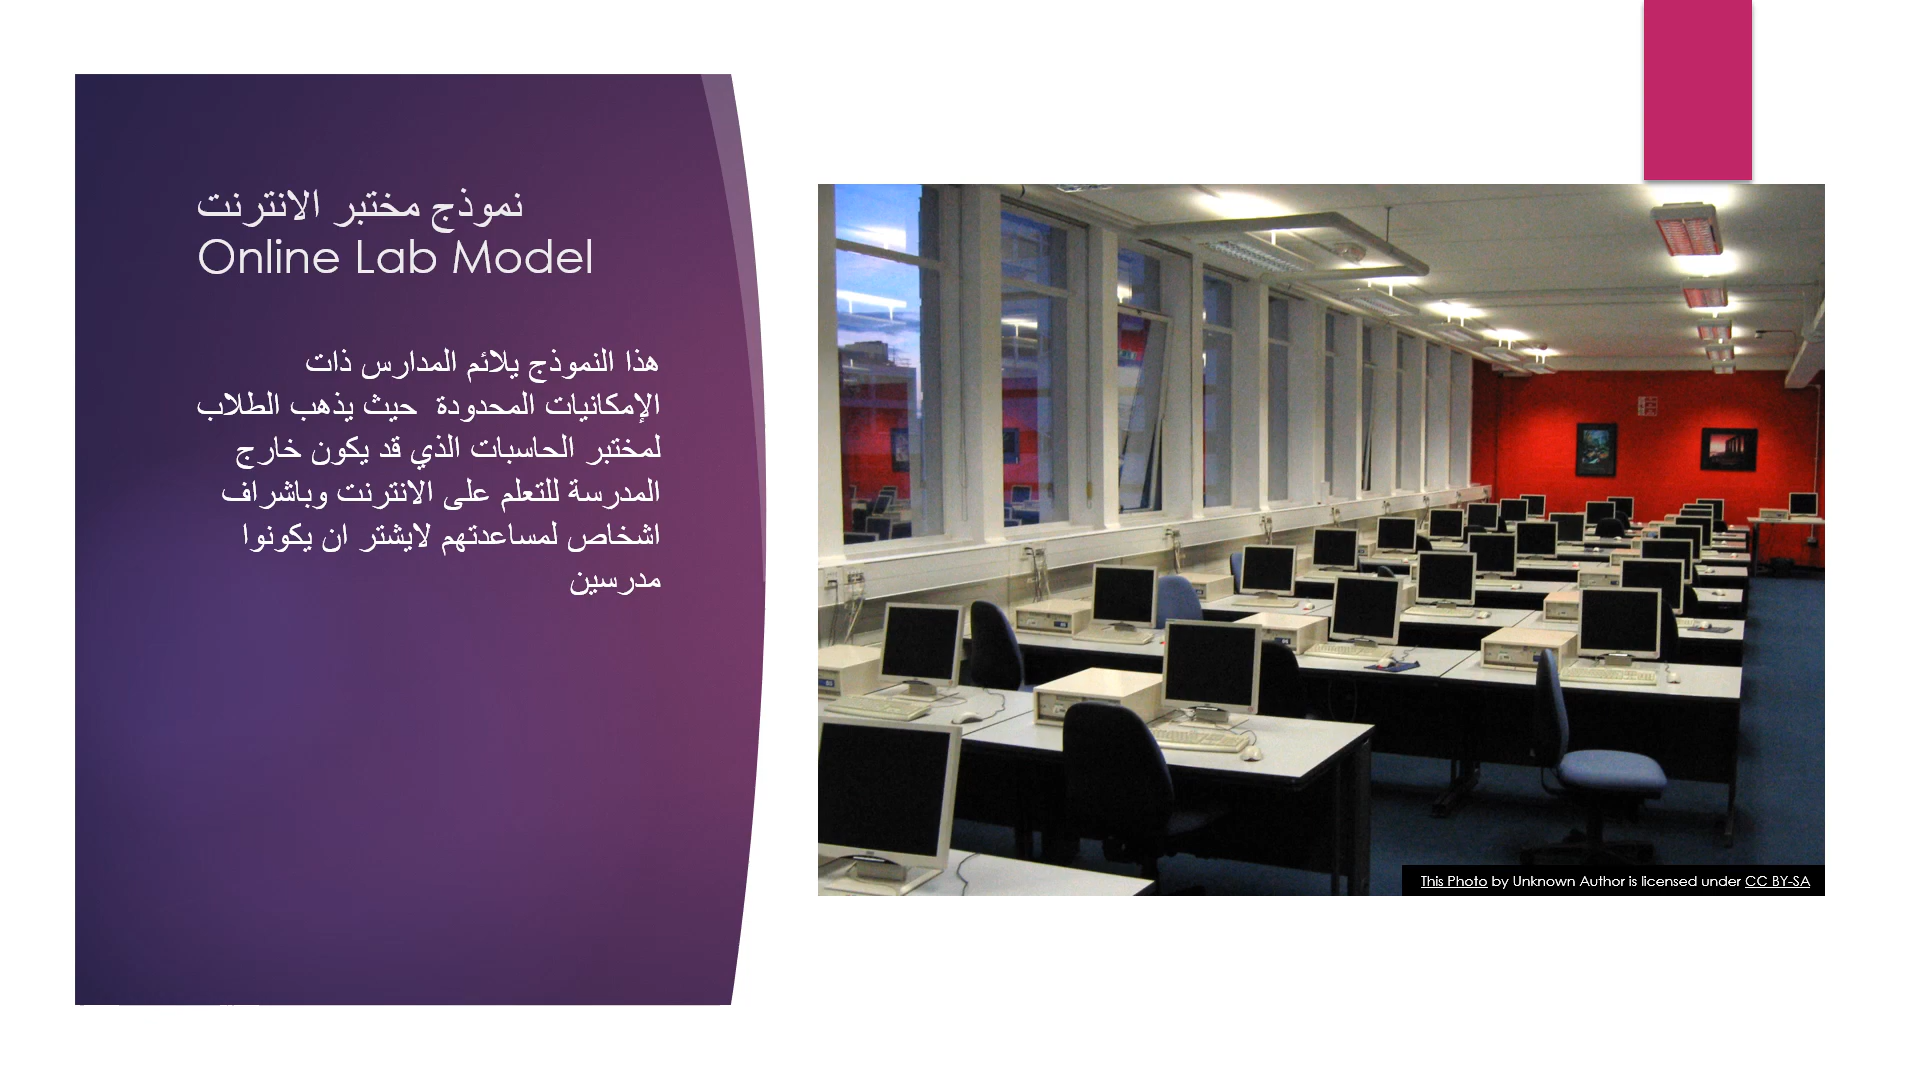 نموذج مختبر الانترنت
Online Lab Model
هذا النموذج يلائم المدارس ذات
الإمكانيات المحدودة حيث يذهب الطلاب
لمختبر الحاسبات الذي قد يكون خارج
المدرسة للتعلم على الانترنت وباشراف
اشخاص لمساعدتهم لايشتر ان يكونوا
مدرسين
This Photo by Unknown Author is licensed under CC BY-SA